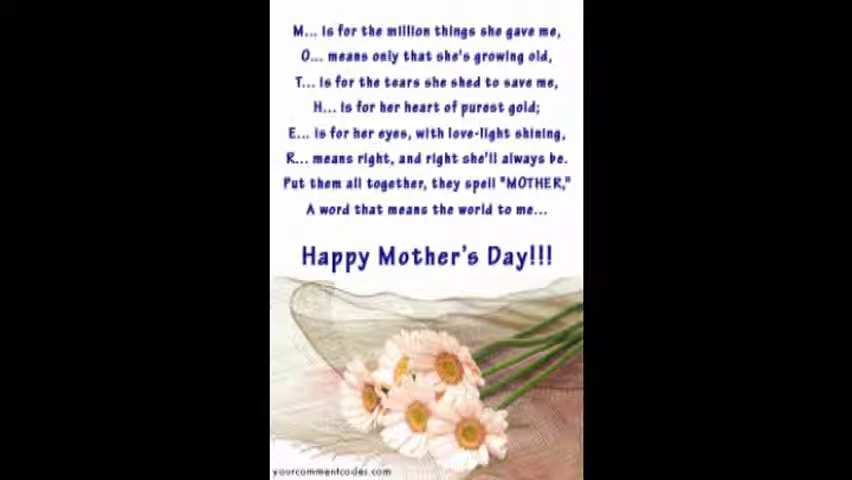 M... is for the million things she gave me,
O... means only that she's growing old,
T... is for the tears she shed to save me,
H... is for her heart of purest gold;
E... is for her eyes, with love-light shining,
R... means right, and right she'll always be.
Put them all together, they spell "MOTHER,"
A word that means the world to me...
Happy Mother's Day!!!
yourcommentcodes.com